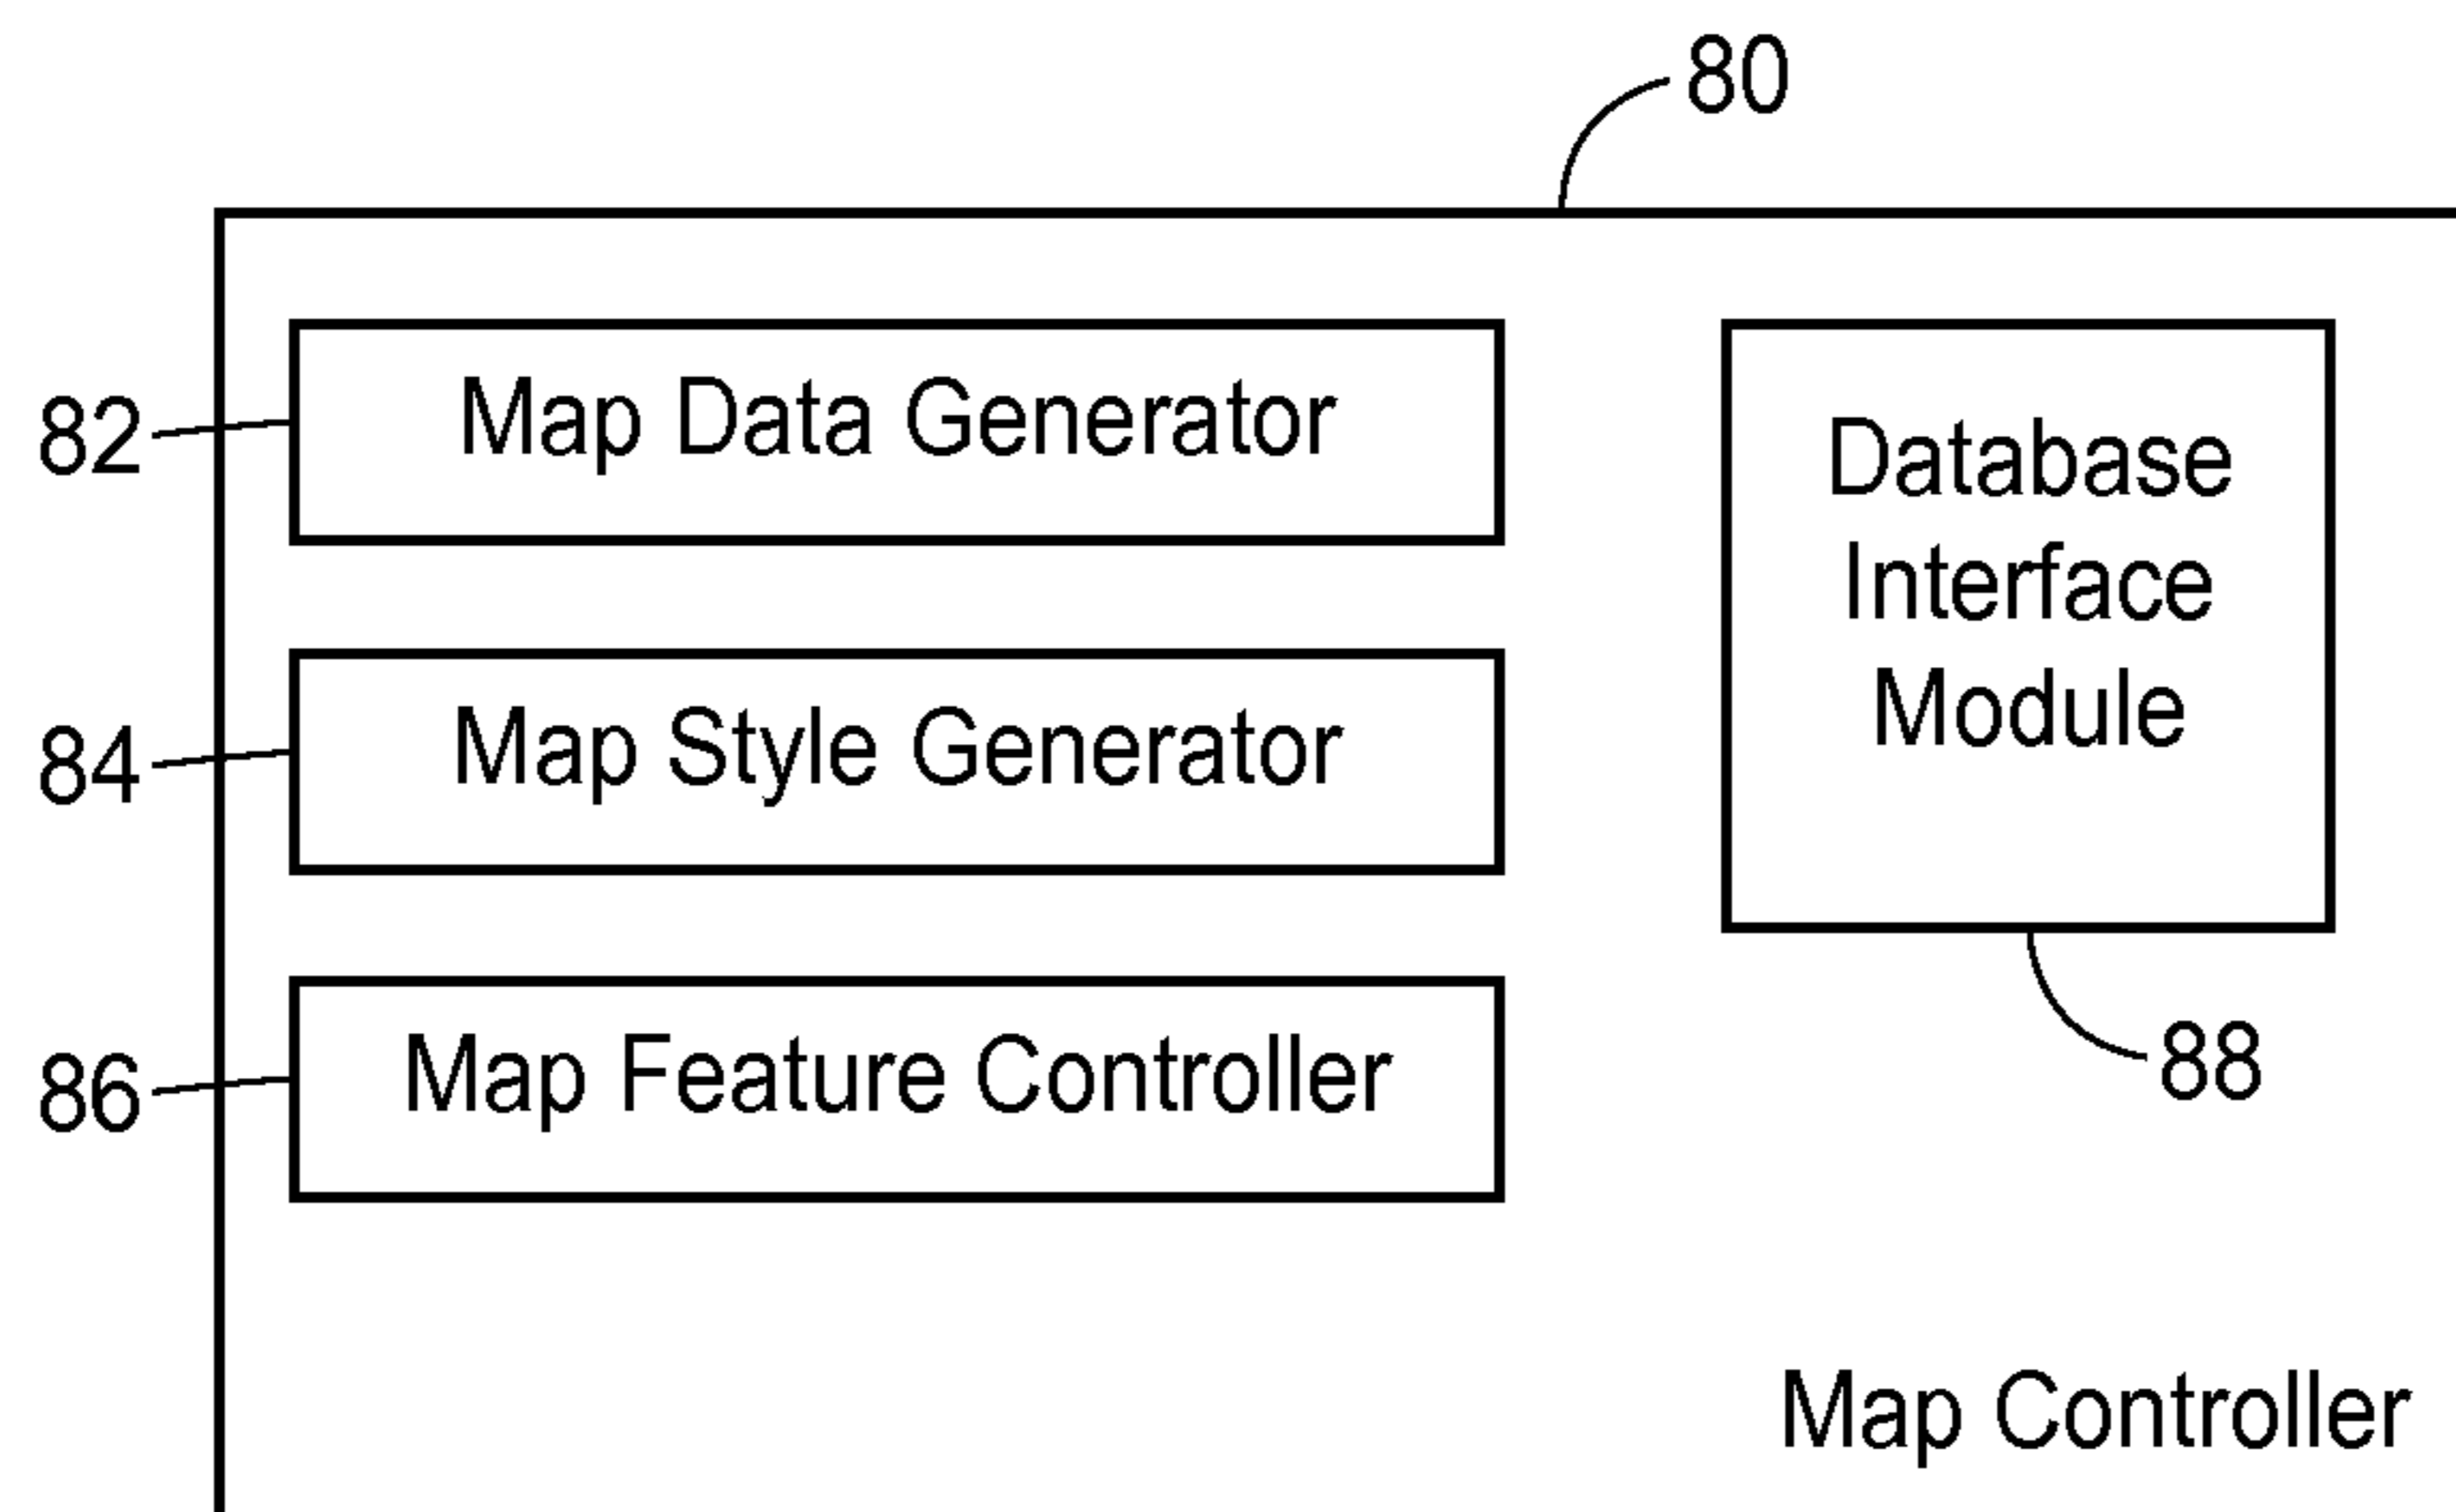 80
82
Map Data Generator
Database
Interface
Module
84
Map Style Generator
86
Map Feature Controller
88
Map Controller